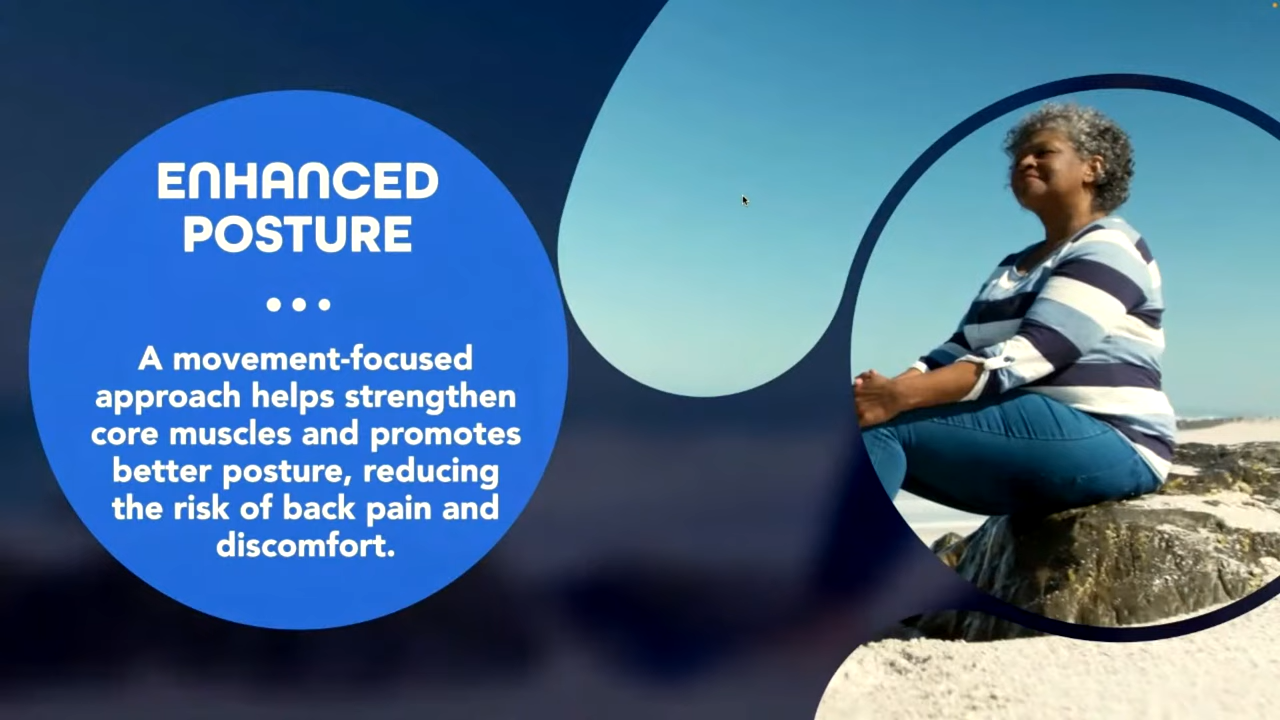 ENHANCED
POSTURE
A movement-focused
approach helps strengthen
core muscles and promotes
better posture, reducing
the risk of back pain and
discomfort.